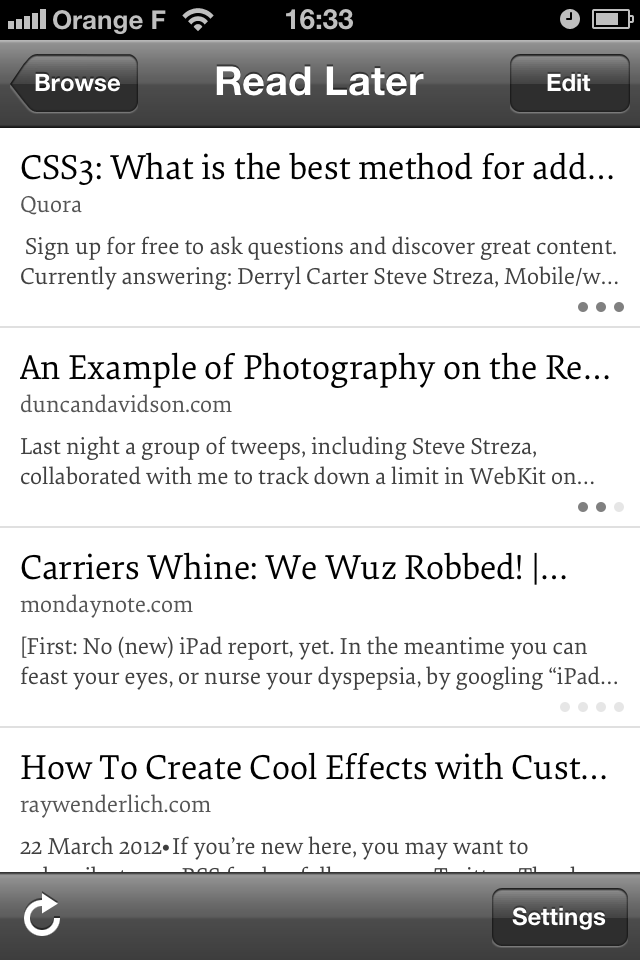 Orange F 16:33
Browse Read Later Edit
CSS3: What is the best method for add...
Quora
Sign up for free to ask questions and discover great content.
Currently answering: Derryl Carter Steve Streza, Mobile/w...
An Example of Photography on the Re...
duncandavidson.com
Last night a group of tweeps, including Steve Streza,
collaborated with me to track down a limit in WebKit on...
Carriers Whine: We Wuz Robbed! |...
mondaynote.com
[First: No (new) iPad report, yet. In the meantime you can
feast your eyes, or nurse your dyspepsia, by googling “iPad...
How To Create Cool Effects with Cust...
raywenderlich.com
22 March 2012•If you’re new here, you may want to
Settings